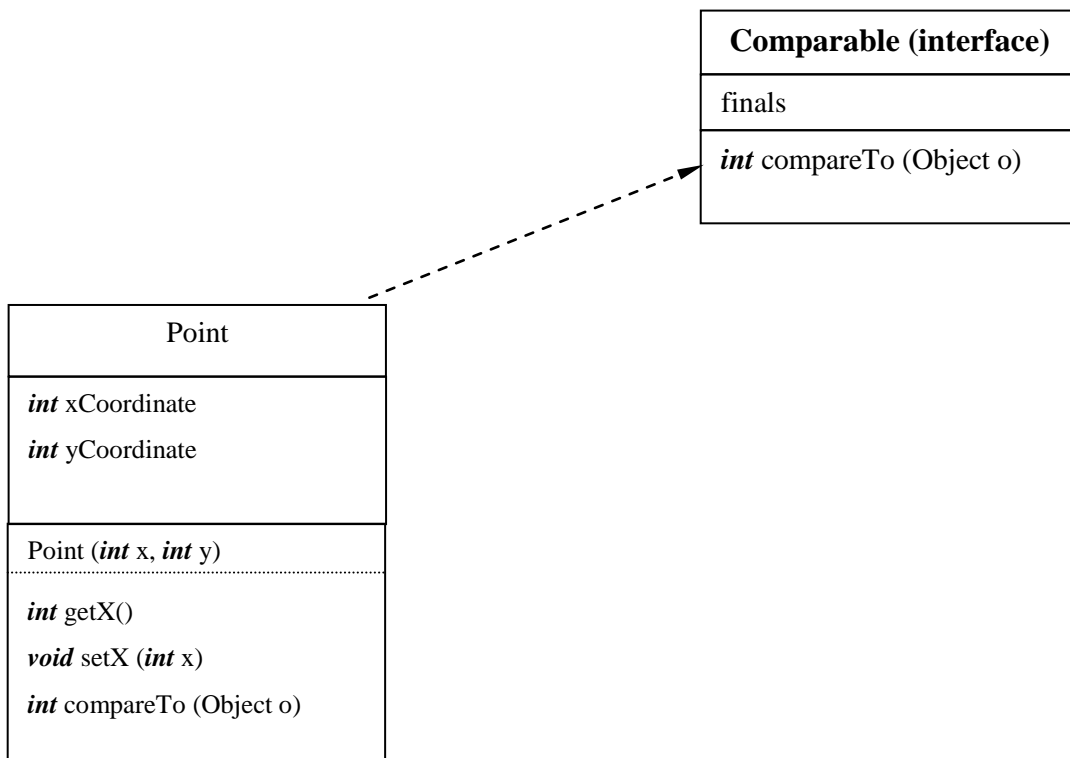 Comparable (interface)
finals
int compareTo (Object o)
Point
int xCoordinate
int yCoordinate
Point (int x, int y)
int getX()
void setX (int x)
int compareTo (Object o)